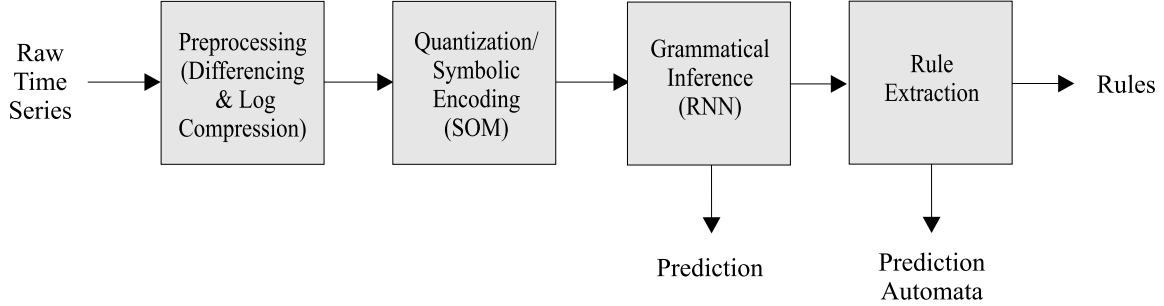 Raw
Time
Series
Preprocessing
(Differencing
& Log
Compression)
Quantization/
Symbolic
Encoding
(SOM)
Grammatical
Inference
(RNN)
Rule
Extraction
Rules
Prediction
Prediction
Automata